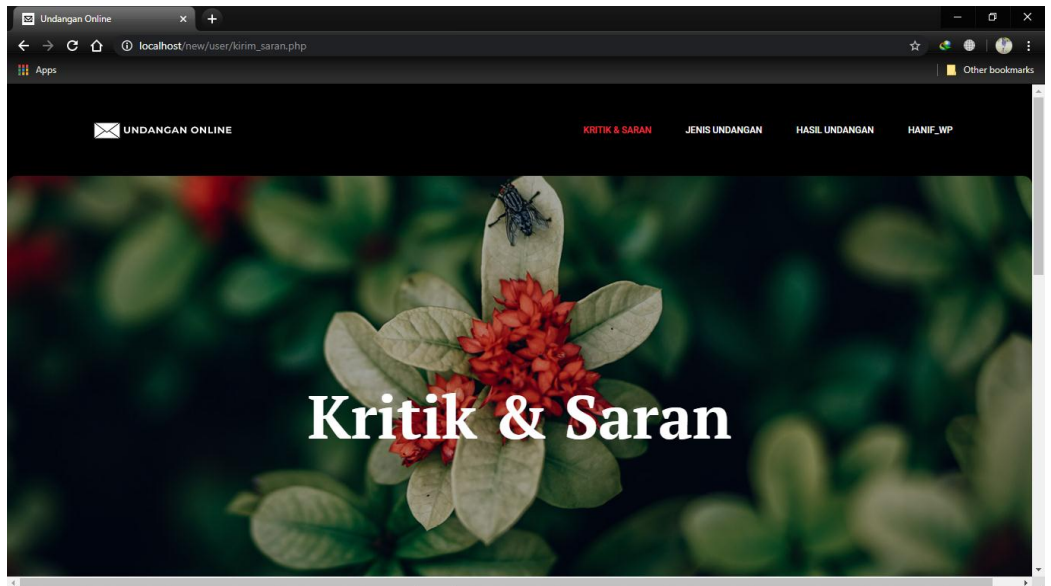 Undangan Online
localhost/new/user/kirim_saran.php
Apps
Other bookmarks
UNDANGAN ONLINE
KRITIK & SARAN
JENIS UNDANGAN
HASIL UNDANGAN
HANIF_WP
Kritik & Saran